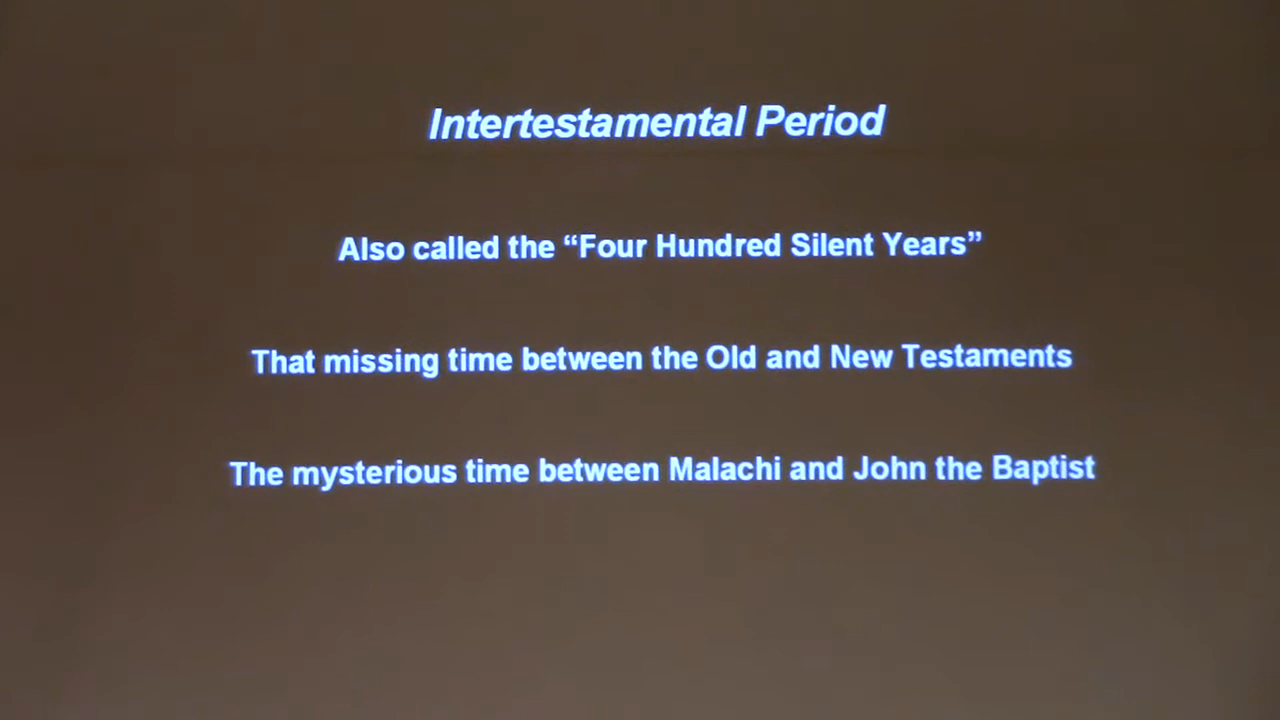 Intertestamental Period
Also called the “Four Hundred Silent Years”
That missing time between the Old and New Testaments
The mysterious time between Malachi and John the Baptist